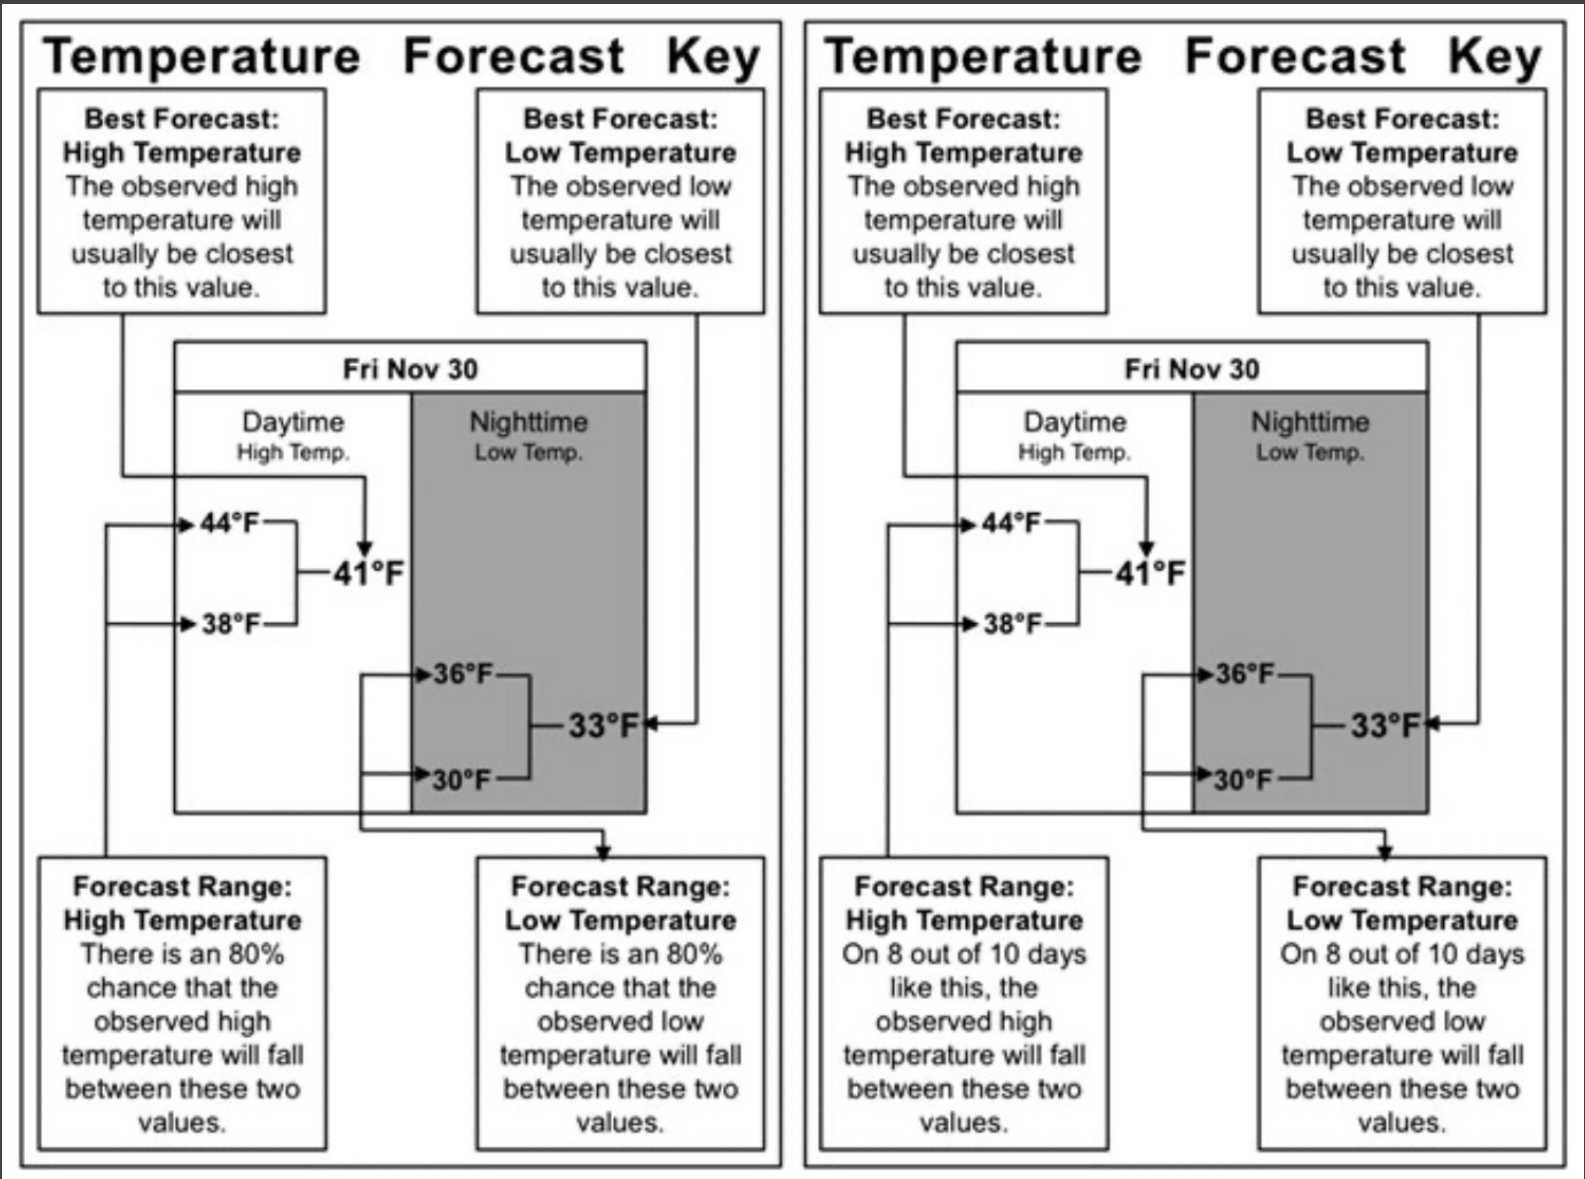 Temperature Forecast Key
Best Forecast:
High Temperature
The observed high
temperature will
usually be closest
to this value.
Best Forecast:
Low Temperature
The observed low
temperature will
usually be closest
to this value.
Fri Nov 30
Daytime
High Temp.
Nighttime
Low Temp.
44°F
41°F
38°F
36°F
33°F
30°F
Forecast Range:
High Temperature
There is an 80%
chance that the
observed high
temperature will fall
between these two
values.
Forecast Range:
Low Temperature
There is an 80%
chance that the
observed low
temperature will fall
between these two
values.
Temperature Forecast Key
Best Forecast:
High Temperature
The observed high
temperature will
usually be closest
to this value.
Best Forecast:
Low Temperature
The observed low
temperature will
usually be closest
to this value.
Fri Nov 30
Daytime
High Temp.
Nighttime
Low Temp.
44°F
41°F
38°F
36°F
33°F
30°F
Forecast Range:
High Temperature
On 8 out of 10 days
like this, the
observed high
temperature will fall
between these two
values.
Forecast Range:
Low Temperature
On 8 out of 10 days
like this, the
observed low
temperature will fall
between these two
values.